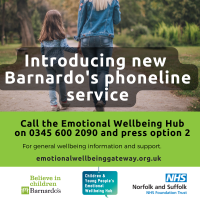 Introducing new
Barnardo's phoneline
service
Call the Emotional Wellbeing Hub
on 0345 600 2090 and press option 2
For general wellbeing information and support.
emotionalwellbeinggateway.org.uk
Believe in
children
Barnardo's
Children &
Young People's
Emotional
Wellbeing Hub
NHS
Norfolk and Suffolk
NHS Foundation Trust